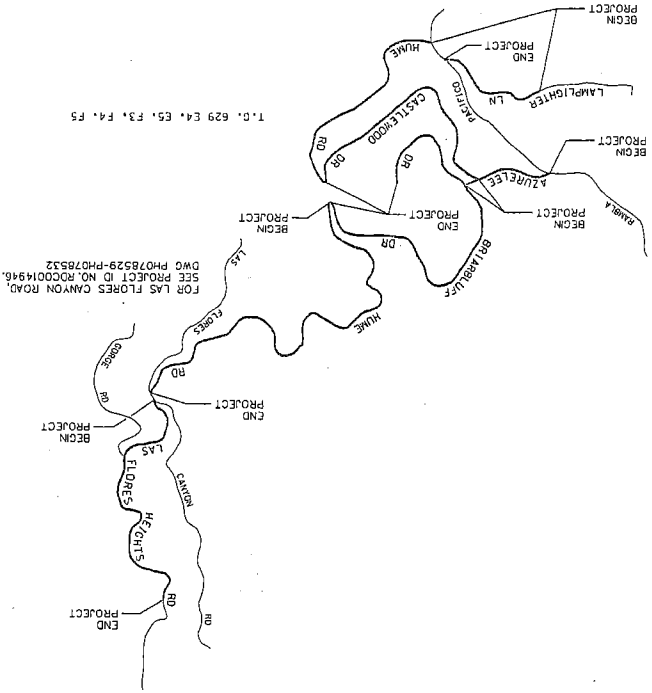 BEGIN
PROJECT
END
PROJECT
HUME
RD
LAMPLIGHTER
LN
PACIFICO
CASTLEWOOD
DR
T.G. 629 E4, E5, F3, F4, F5
BEGIN
PROJECT
AZURELEE
DR
RAMBLA
BEGIN
PROJECT
END
PROJECT
DR
BRIARBLUFF
DR
BEGIN
PROJECT
HUME
RD
LAS
FLORES
FOR LAS FLORES CANYON ROAD,
SEE PROJECT ID NO. RDC0014946.
DWG PH078529-PH078532
GORGE
RD
END
PROJECT
BEGIN
PROJECT
LAS
FLORES
HEIGHTS
RD
CANYON
RD
END
PROJECT